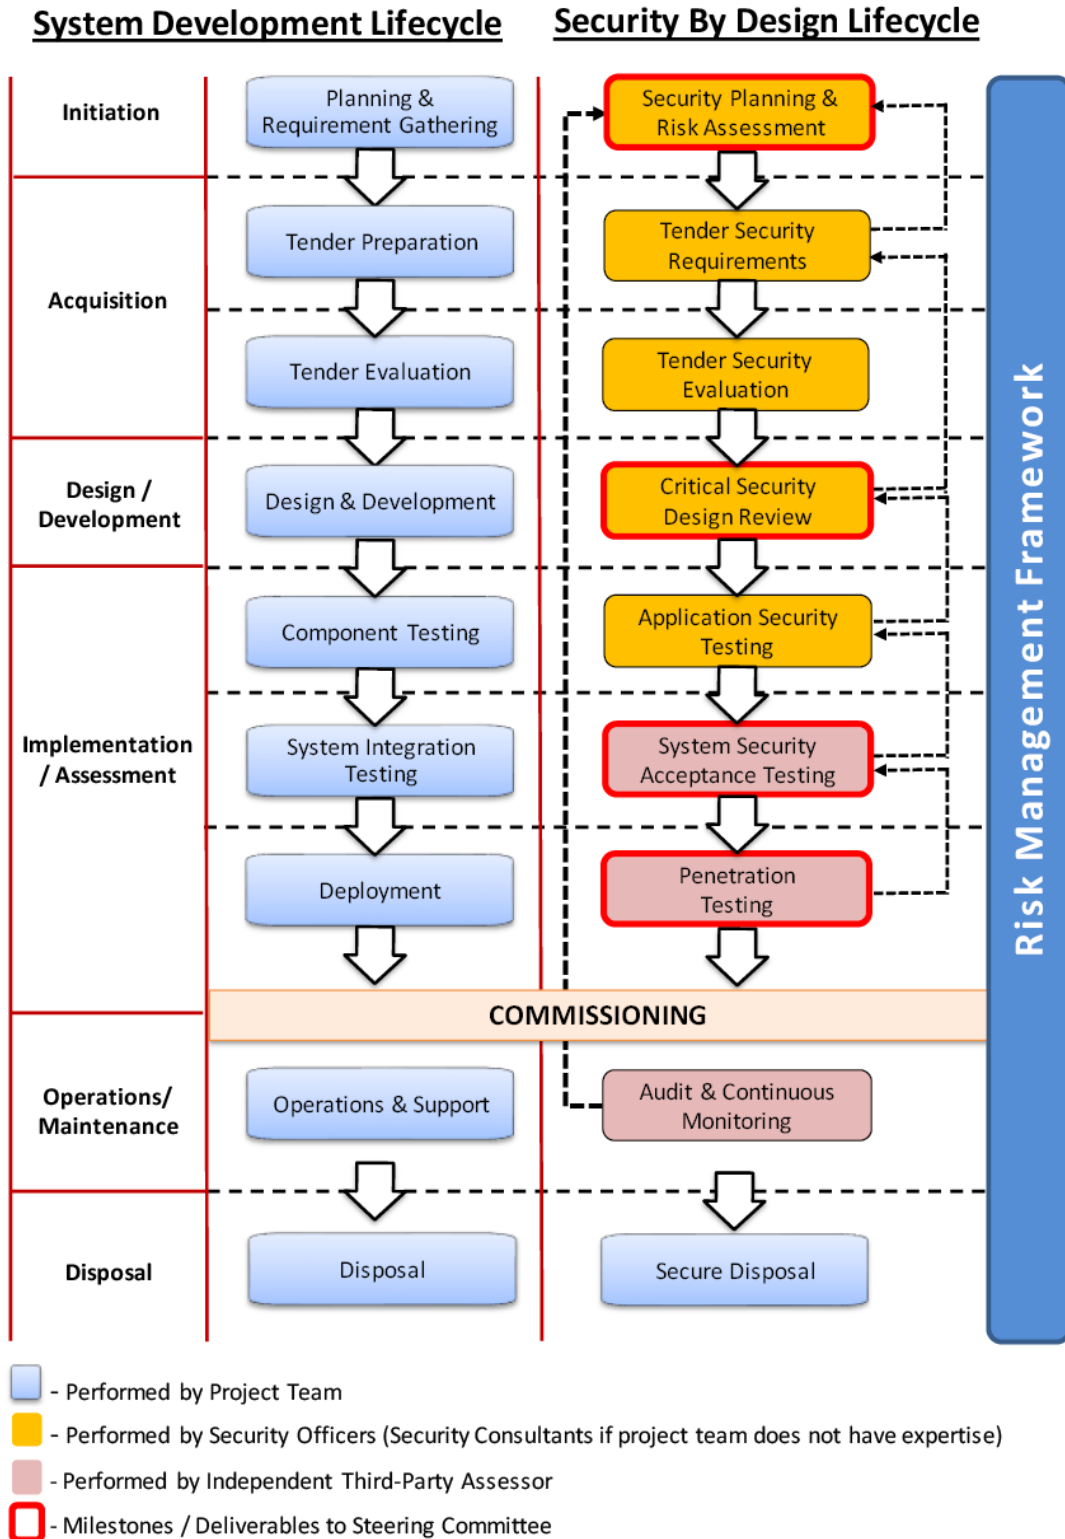 System Development Lifecycle
Security By Design Lifecycle
Initiation
Planning &
Requirement Gathering
Security Planning &
Risk Assessment
Acquisition
Tender Preparation
Tender Security
Requirements
Tender Evaluation
Tender Security
Evaluation
Design /
Development
Design & Development
Critical Security
Design Review
Implementation
/ Assessment
Component Testing
Application Security
Testing
System Integration
Testing
System Security
Acceptance Testing
Deployment
Penetration
Testing
COMMISSIONING
Operations/
Maintenance
Operations & Support
Audit & Continuous
Monitoring
Disposal
Disposal
Secure Disposal
Risk Management Framework
- Performed by Project Team
- Performed by Security Officers (Security Consultants if project team does not have expertise)
- Performed by Independent Third-Party Assessor
- Milestones / Deliverables to Steering Committee